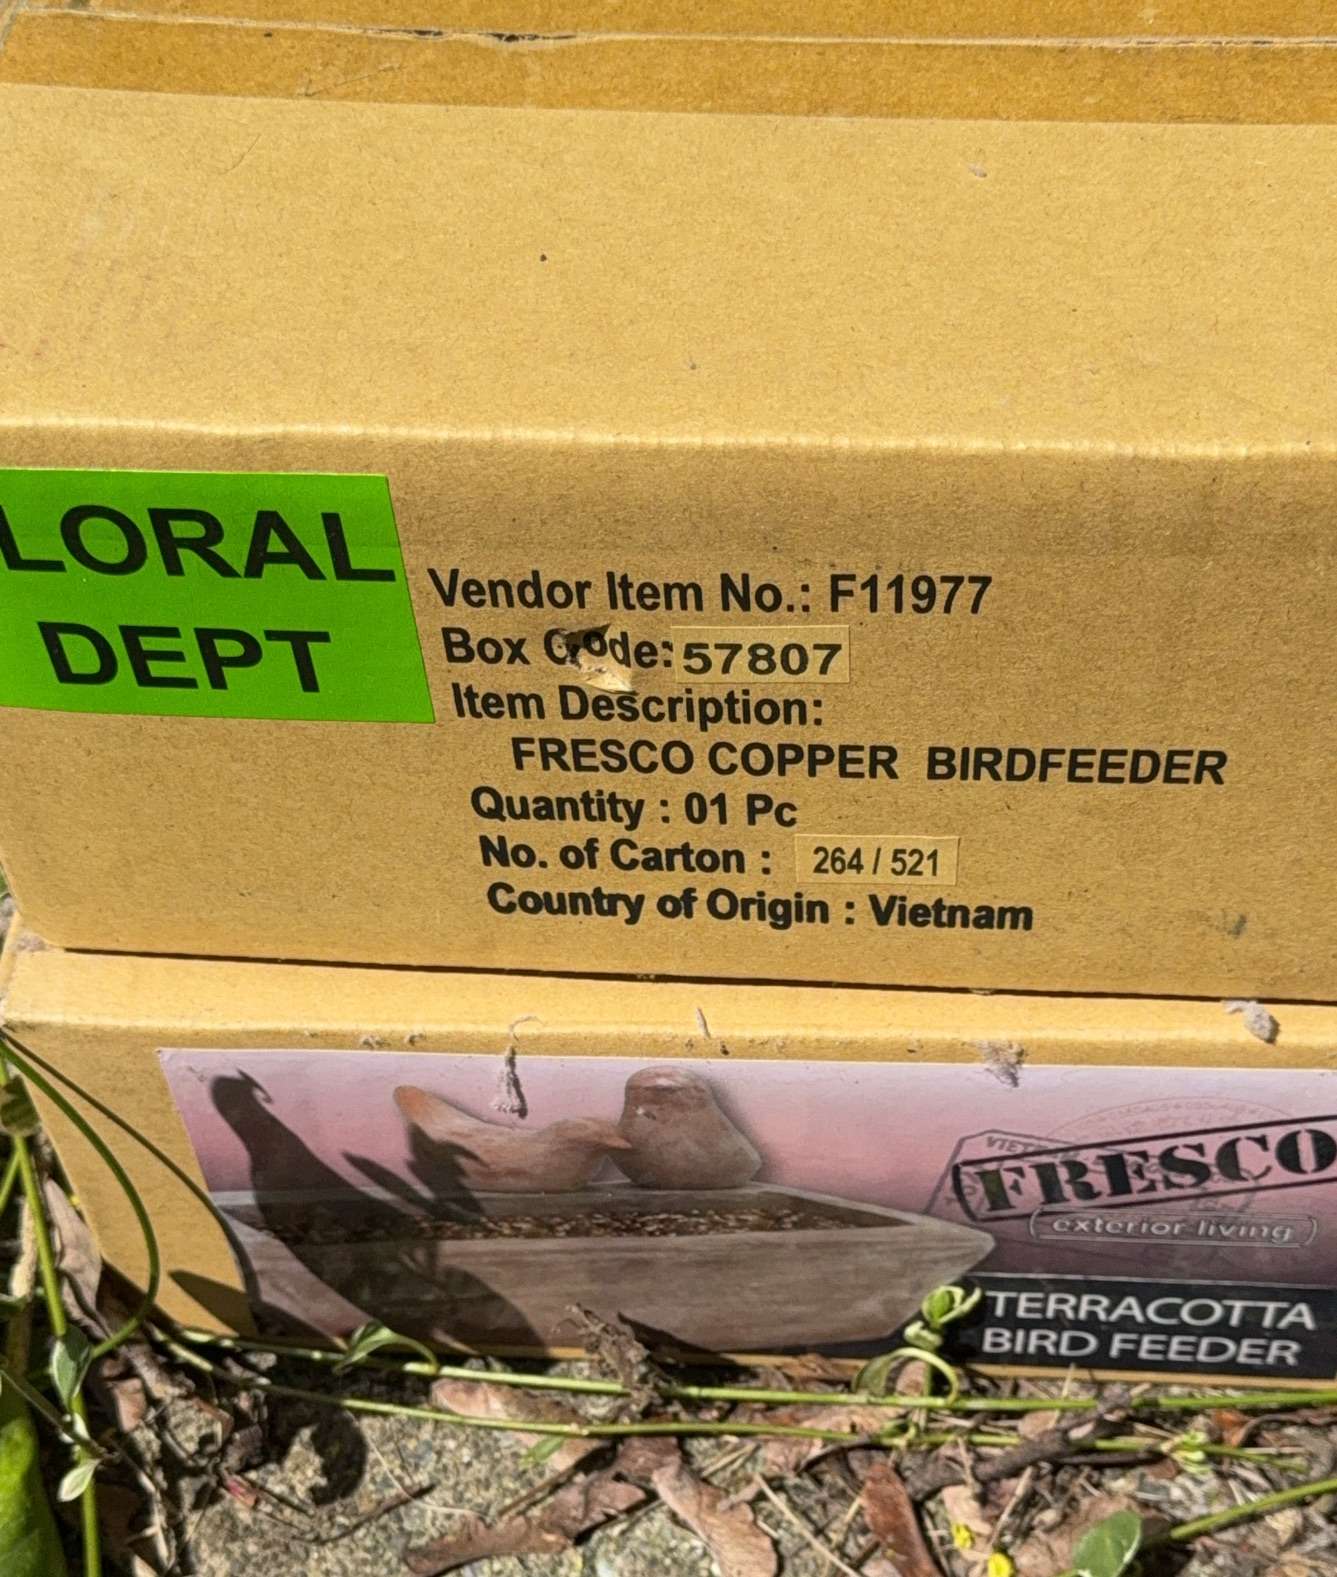 LORAL
DEPT
Vendor Item No.: F11977
Box Code: 57807
Item Description:
FRESCO COPPER BIRDFEEDER
Quantity : 01 Pc
No. of Carton : 264 / 521
Country of Origin : Vietnam
FRESCO
exterior living
TERRACOTTA
BIRD FEEDER